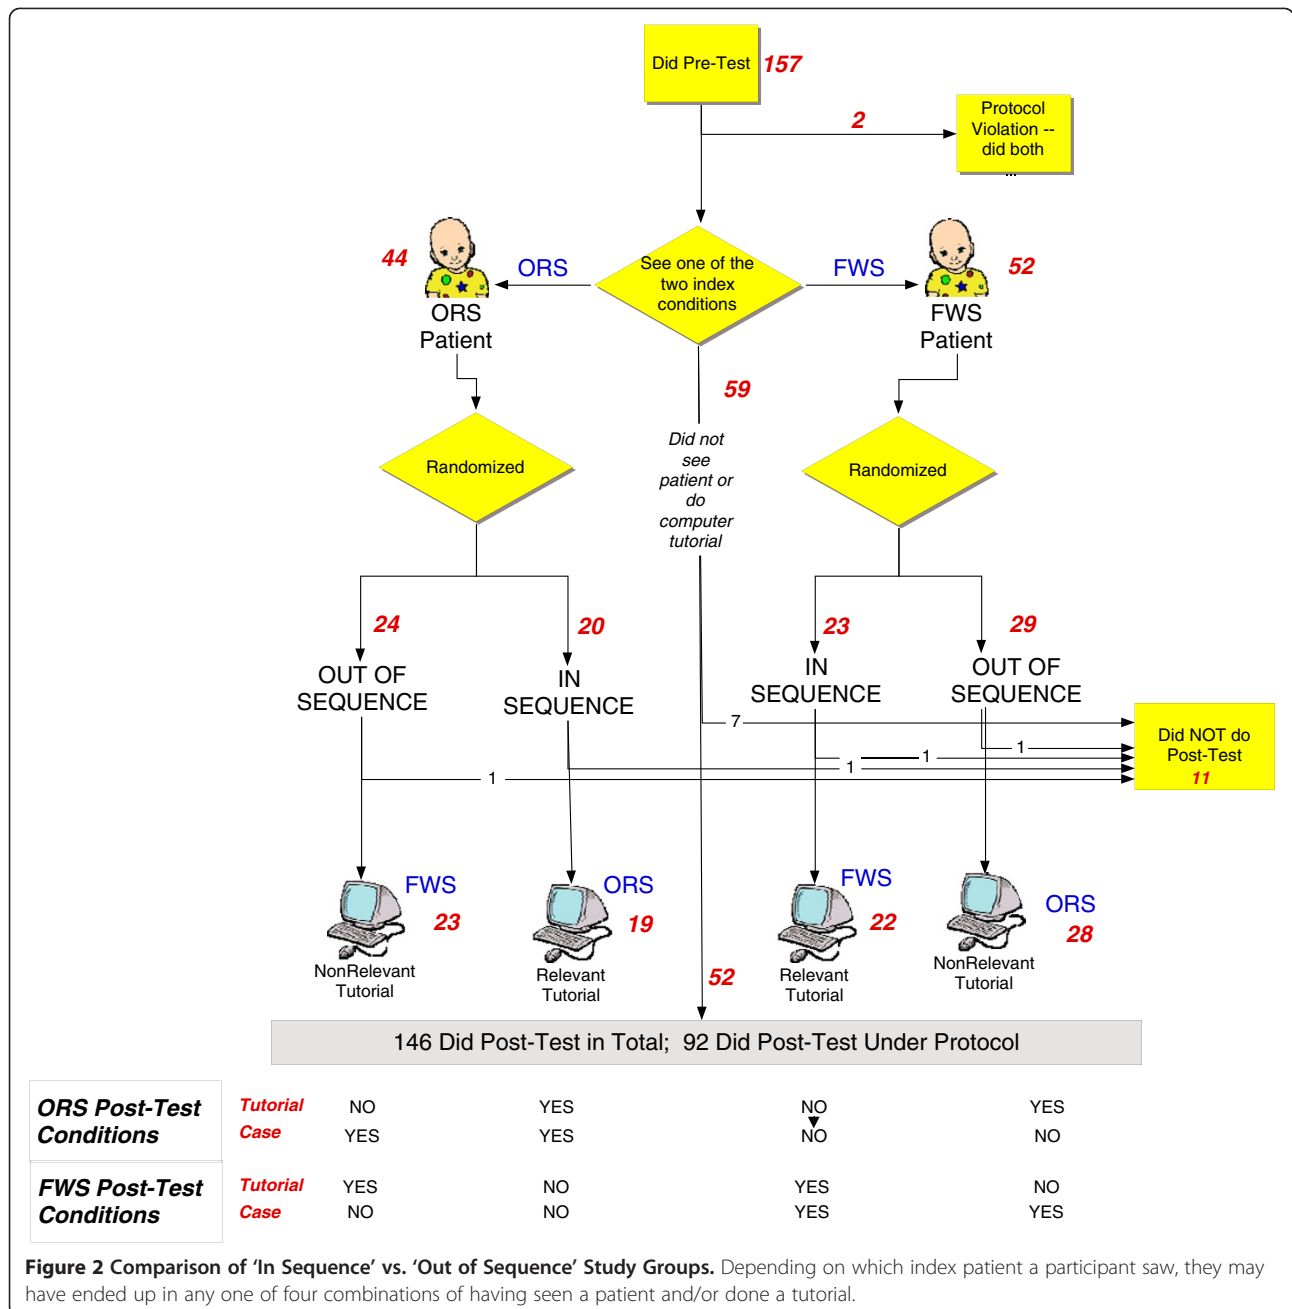 Did Pre-Test
157
2
Protocol
Violation --
did both
...
44
ORS
See one of the
two index
conditions
FWS
52
ORS
Patient
FWS
Patient
59
Did not
see
patient or
do
computer
tutorial
Randomized
Randomized
24
20
23
29
OUT OF
SEQUENCE
IN
SEQUENCE
IN
SEQUENCE
OUT OF
SEQUENCE
7
1
1
1
1
Did NOT do
Post-Test
11
FWS
23
NonRelevant
Tutorial
ORS
19
Relevant
Tutorial
52
FWS
22
Relevant
Tutorial
ORS
28
NonRelevant
Tutorial
146 Did Post-Test in Total; 92 Did Post-Test Under Protocol
ORS Post-Test
Conditions
Tutorial NO YES NO YES
Case YES YES NO NO
FWS Post-Test
Conditions
Tutorial YES NO YES NO
Case NO NO YES YES
Figure 2 Comparison of ‘In Sequence’ vs. ‘Out of Sequence’ Study Groups. Depending on which index patient a participant saw, they may
have ended up in any one of four combinations of having seen a patient and/or done a tutorial.